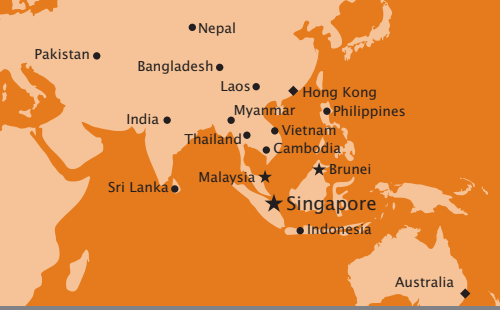 Nepal
Pakistan
Bangladesh
Laos
Hong Kong
Myanmar
Philippines
India
Vietnam
Thailand
Cambodia
Brunei
Malaysia
Sri Lanka
Singapore
Indonesia
Australia